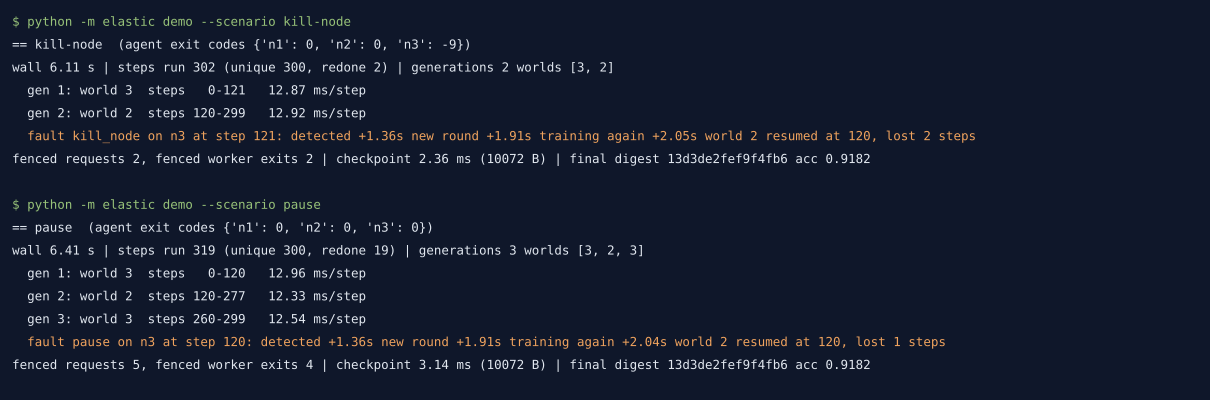 $ python -m elastic demo --scenario kill-node
== kill-node  (agent exit codes {'n1': 0, 'n2': 0, 'n3': -9})
wall 6.11 s | steps run 302 (unique 300, redone 2) | generations 2 worlds [3, 2]
  gen 1: world 3  steps   0-121   12.87 ms/step
  gen 2: world 2  steps 120-299   12.92 ms/step
  fault kill_node on n3 at step 121: detected +1.36s new round +1.91s training again +2.05s world 2 resumed at 120, lost 2 steps
fenced requests 2, fenced worker exits 2 | checkpoint 2.36 ms (10072 B) | final digest 13d3de2fef9f4fb6 acc 0.9182
$ python -m elastic demo --scenario pause
== pause  (agent exit codes {'n1': 0, 'n2': 0, 'n3': 0})
wall 6.41 s | steps run 319 (unique 300, redone 19) | generations 3 worlds [3, 2, 3]
  gen 1: world 3  steps   0-120   12.96 ms/step
  gen 2: world 2  steps 120-277   12.33 ms/step
  gen 3: world 3  steps 260-299   12.54 ms/step
  fault pause on n3 at step 120: detected +1.36s new round +1.91s training again +2.04s world 2 resumed at 120, lost 1 steps
fenced requests 5, fenced worker exits 4 | checkpoint 3.14 ms (10072 B) | final digest 13d3de2fef9f4fb6 acc 0.9182